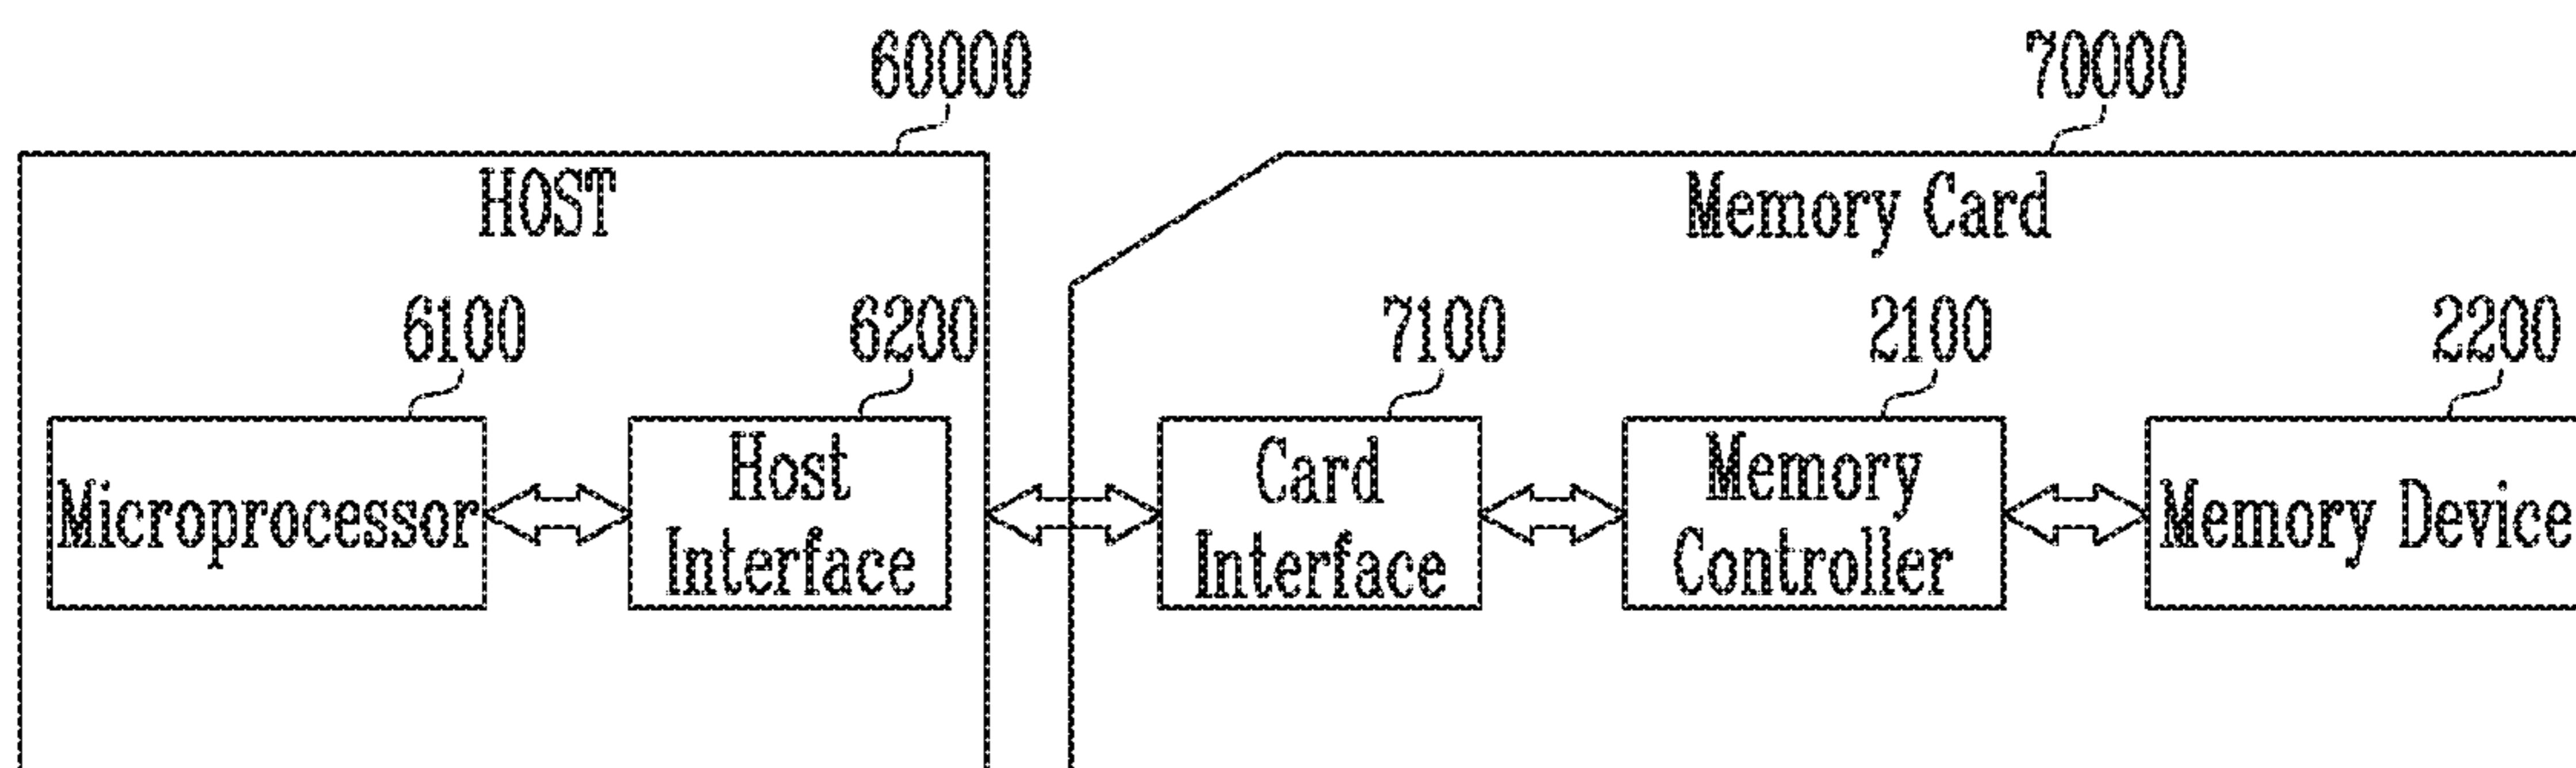 60000
70000
HOST
Memory Card
6100
6200
7100
2100
2200
Microprocessor
Host
Interface
Card
Interface
Memory
Controller
Memory Device